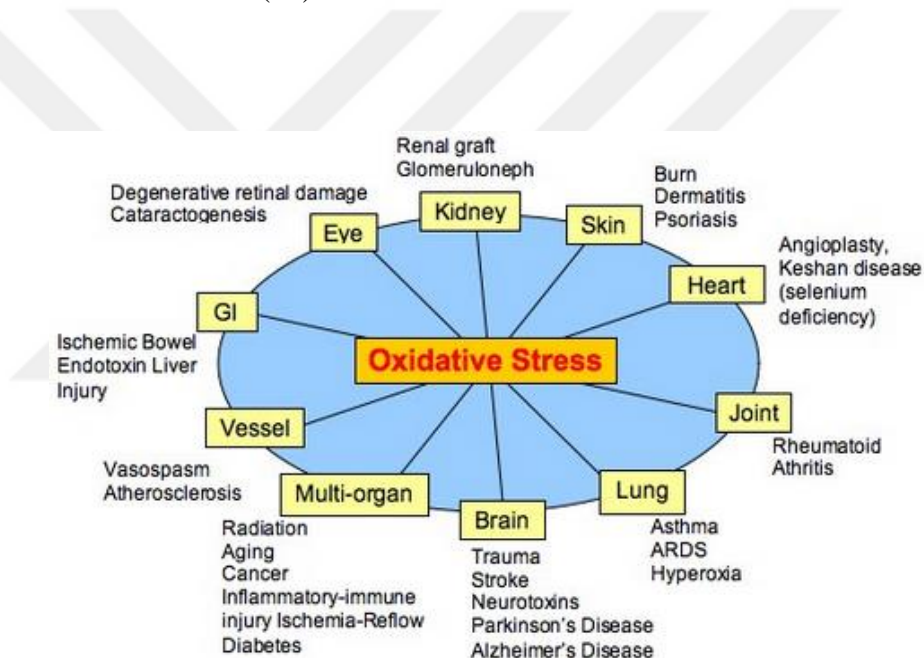 Renal graft
Glomeruloneph
Kidney
Burn
Dermatitis
Psoriasis
Skin
Degenerative retinal damage
Cataractogenesis
Eye
Angioplasty,
Keshan disease
(selenium
deficiency)
Heart
GI
Ischemic Bowel
Endotoxin Liver
Injury
Oxidative Stress
Joint
Rheumatoid
Athritis
Vessel
Vasospasm
Atherosclerosis
Multi-organ
Radiation
Aging
Cancer
Inflammatory-immune
injury Ischemia-Reflow
Diabetes
Brain
Trauma
Stroke
Neurotoxins
Parkinson's Disease
Alzheimer's Disease
Lung
Asthma
ARDS
Hyperoxia